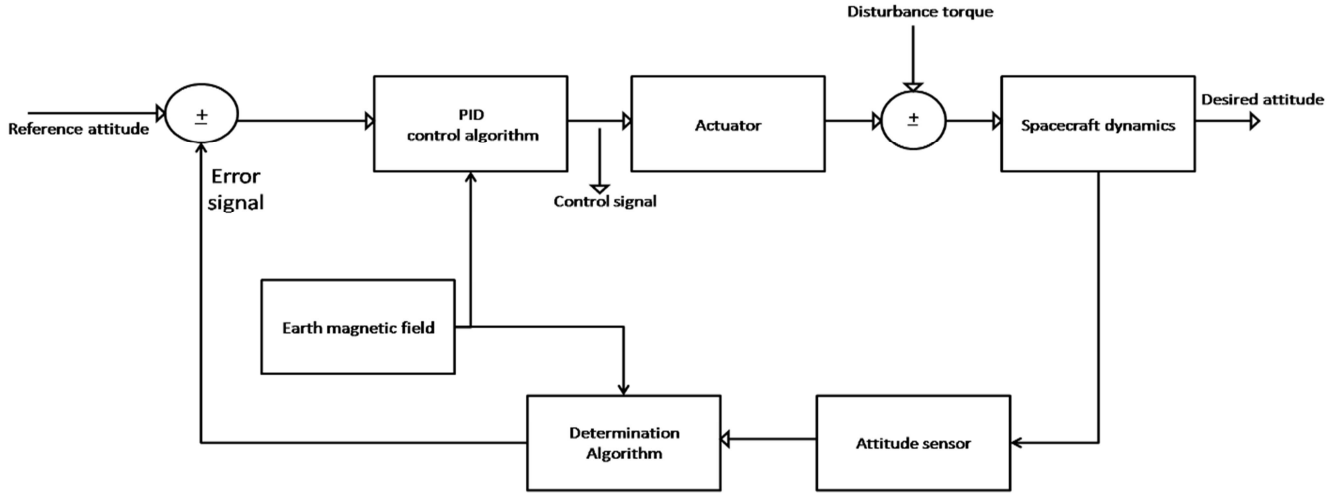 Disturbance torque
Reference attitude
±
PID
control algorithm
Actuator
±
Spacecraft dynamics
Desired attitude
Error
signal
Control signal
Earth magnetic field
Determination
Algorithm
Attitude sensor